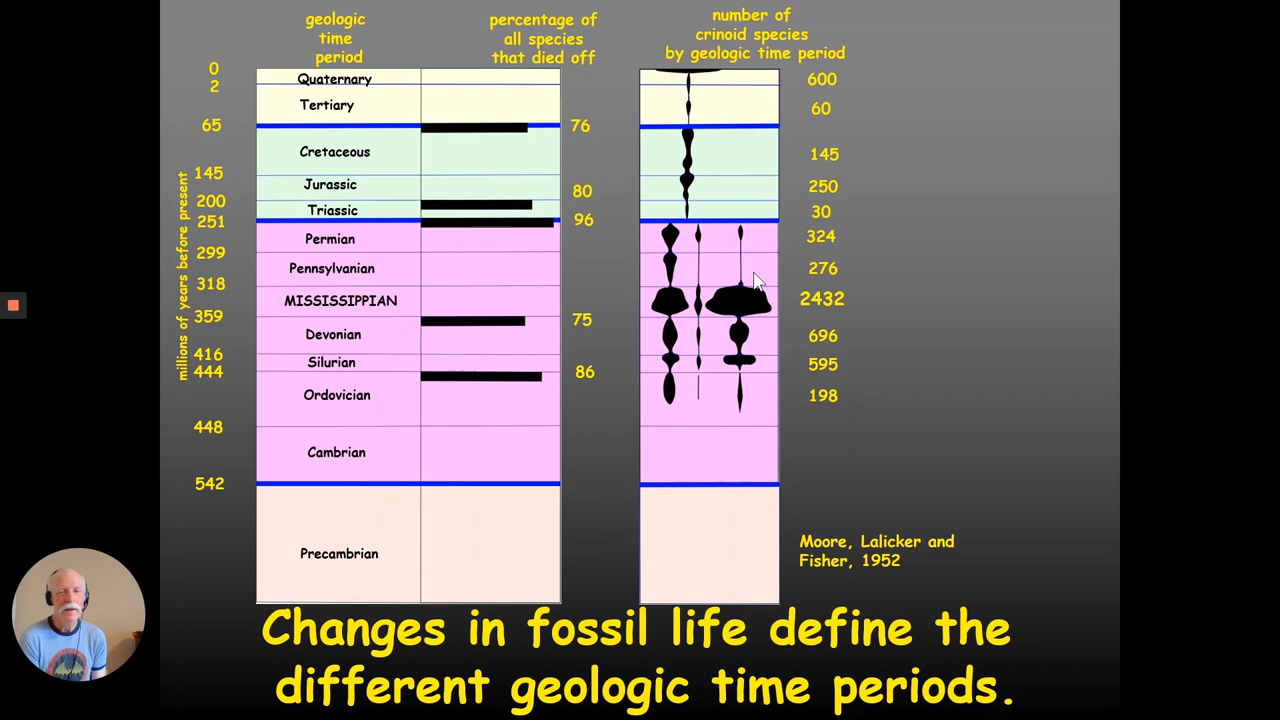 geologic
time
period
percentage of
all species
that died off
number of
crinoid species
by geologic time period
0
2
65
145
200
251
299
318
359
416
444
448
542
millions of years before present
Quaternary
Tertiary
Cretaceous
Jurassic
Triassic
Permian
Pennsylvanian
MISSISSIPPIAN
Devonian
Silurian
Ordovician
Cambrian
Precambrian
76
80
96
75
86
600
60
145
250
30
324
276
2432
696
595
198
Moore, Lalicker and
Fisher, 1952
Changes in fossil life define the
different geologic time periods.